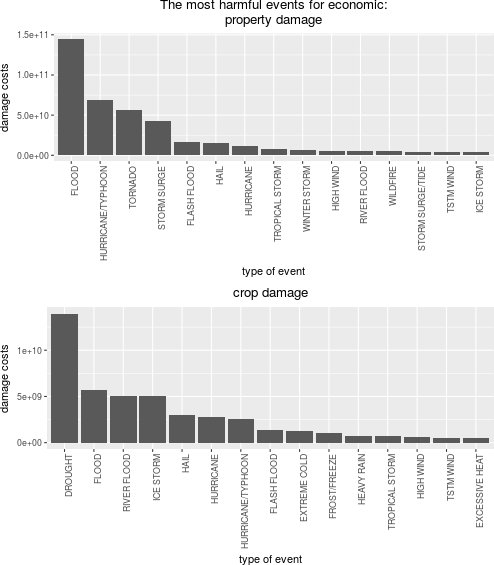 The most harmful events for economic:
property damage
damage costs
1.5e+11
1.0e+11
5.0e+10
0.0e+00
FLOOD
HURRICANE/TYPHOON
TORNADO
STORM SURGE
FLASH FLOOD
HAIL
HURRICANE
TROPICAL STORM
WINTER STORM
HIGH WIND
RIVER FLOOD
WILDFIRE
STORM SURGE/TIDE
TSTM WIND
ICE STORM
type of event
crop damage
damage costs
1e+10
5e+09
0e+00
DROUGHT
FLOOD
RIVER FLOOD
ICE STORM
HAIL
HURRICANE
HURRICANE/TYPHOON
FLASH FLOOD
EXTREME COLD
FROST/FREEZE
HEAVY RAIN
TROPICAL STORM
HIGH WIND
TSTM WIND
EXCESSIVE HEAT
type of event